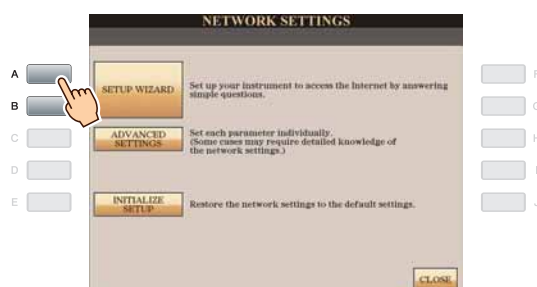 NETWORK SETTINGS
A
SETUP WIZARD
Set up your instrument to access the Internet by answering
simple questions.
B
C
ADVANCED
SETTINGS
Set each parameter individually.
(Some cases may require detailed knowledge of
the network settings.)
D
E
INITIALIZE
SETUP
Restore the network settings to the default settings.
CLOSE